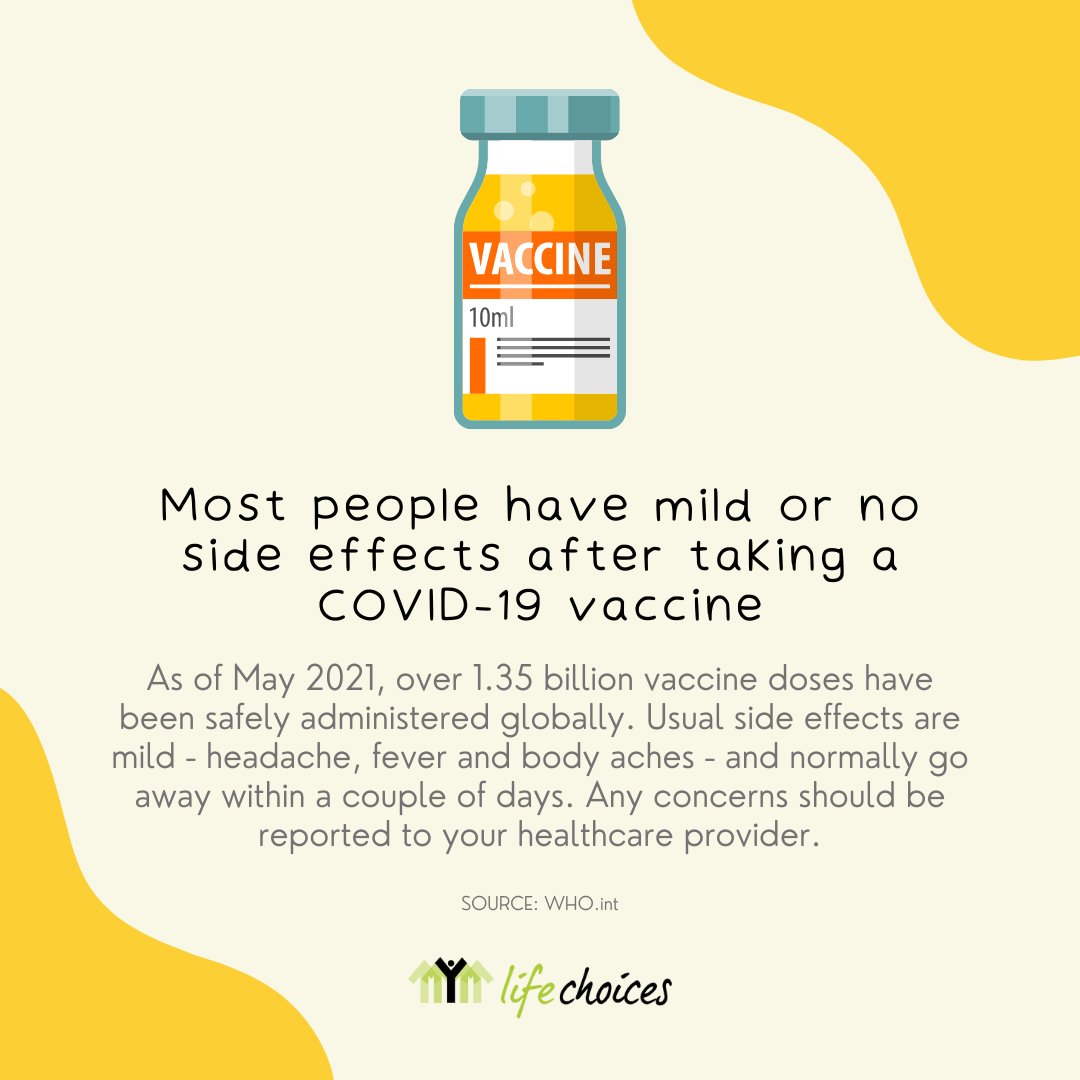 VACCINE
10ml
Most people have mild or no
side effects after taking a
COVID-19 vaccine
As of May 2021, over 1.35 billion vaccine doses have
been safely administered globally. Usual side effects are
mild - headache, fever and body aches - and normally go
away within a couple of days. Any concerns should be
reported to your healthcare provider.
SOURCE: WHO.int
life choices